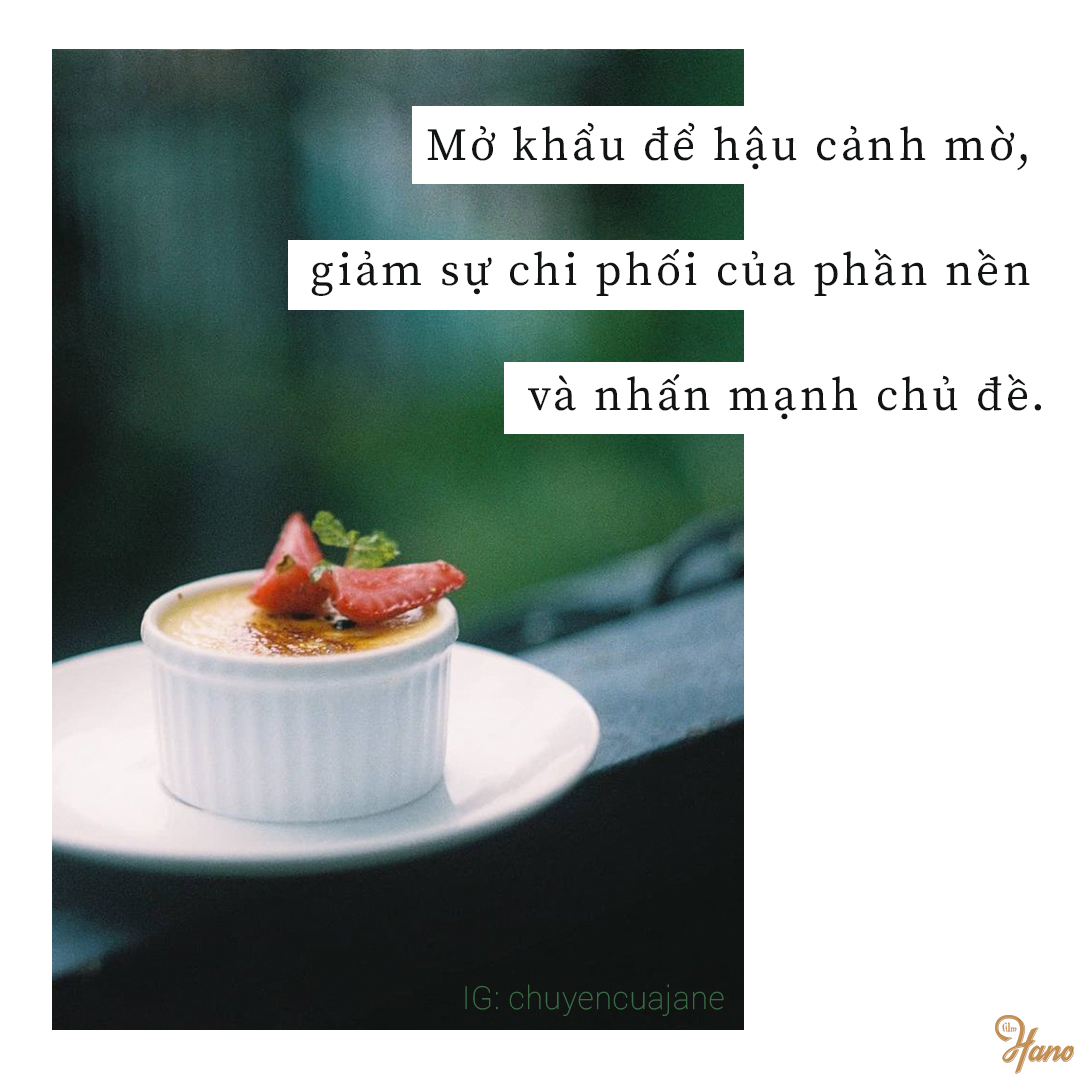 Mở khẩu để hậu cảnh mờ,
giảm sự chi phối của phần nền
và nhấn mạnh chủ đề.
IG: chuyencuajane
film
Hano